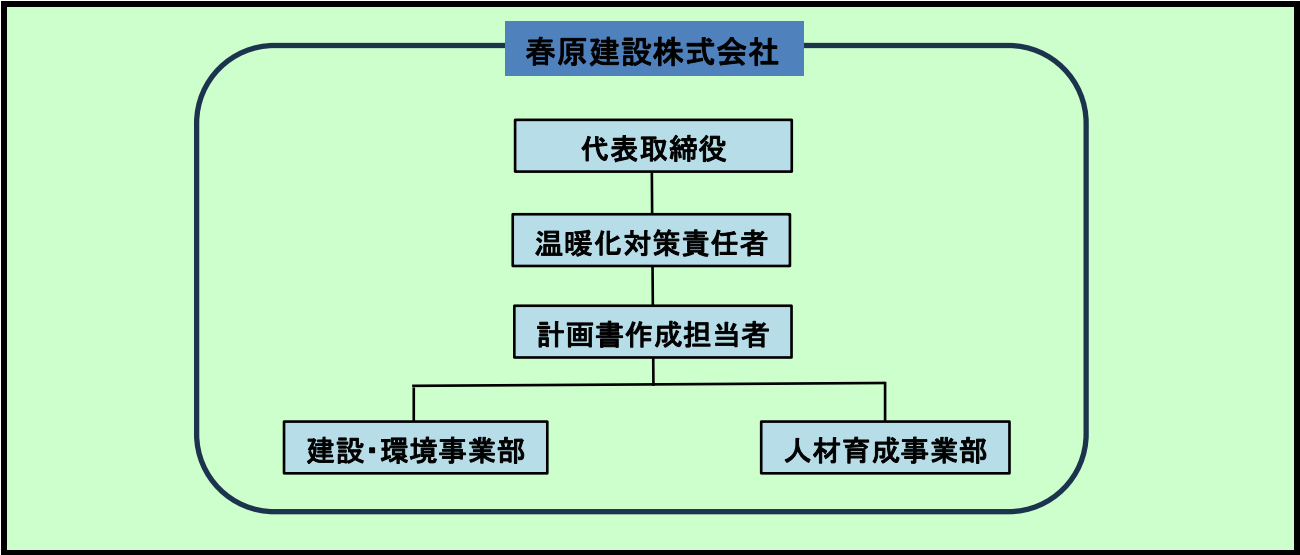 春原建設株式会社
代表取締役
温暖化対策責任者
計画書作成担当者
建設・環境事業部
人材育成事業部